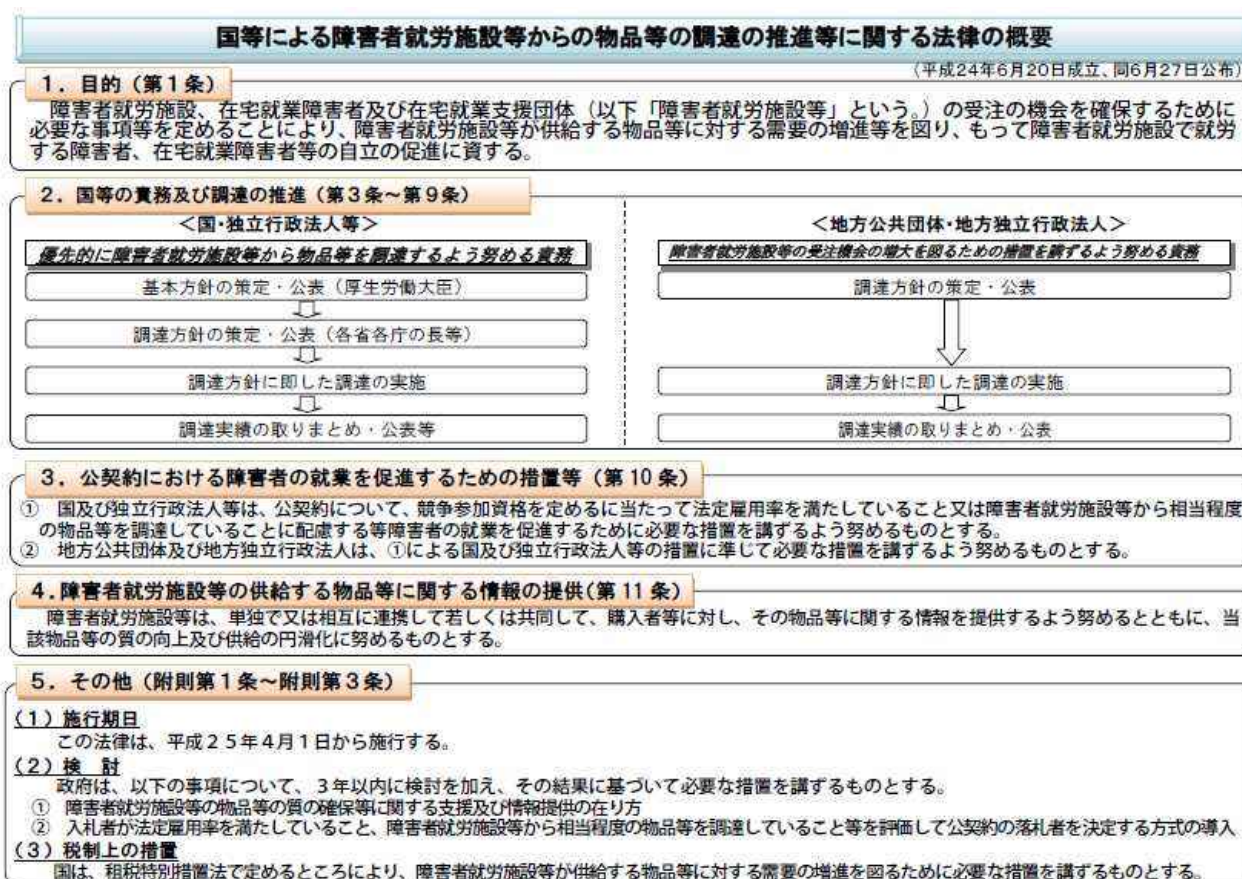 国等による障害者就労施設等からの物品等の調達の推進等に関する法律の概要
(平成24年6月20日成立、同6月27日公布)
1．目的（第1条）
障害者就労施設、在宅就業障害者及び在宅就業支援団体（以下「障害者就労施設等」という。）の受注の機会を確保するために
必要な事項等を定めることにより、障害者就労施設等が供給する物品等に対する需要の増進等を図り、もって障害者就労施設で就労
する障害者、在宅就業障害者等の自立の促進に資する。
2．国等の責務及び調達の推進（第3条～第9条）
＜国・独立行政法人等＞
優先的に障害者就労施設等から物品等を調達するよう努める責務
基本方針の策定・公表（厚生労働大臣）
調達方針の策定・公表（各省各庁の長等）
調達方針に即した調達の実施
調達実績の取りまとめ・公表等
＜地方公共団体・地方独立行政法人＞
障害者就労施設等の受注機会の増大を図るための措置を講ずるよう努める責務
調達方針の策定・公表
調達方針に即した調達の実施
調達実績の取りまとめ・公表
3．公契約における障害者の就業を促進するための措置等（第10条）
① 国及び独立行政法人等は、公契約について、競争参加資格を定めるに当たって法定雇用率を満たしていること又は障害者就労施設等から相当程度
の物品等を調達していることに配慮する等障害者の就業を促進するために必要な措置を講ずるよう努めるものとする。
② 地方公共団体及び地方独立行政法人は、①による国及び独立行政法人等の措置に準じて必要な措置を講ずるよう努めるものとする。
4．障害者就労施設等の供給する物品等に関する情報の提供(第11条)
障害者就労施設等は、単独で又は相互に連携して若しくは共同して、購入者等に対し、その物品等に関する情報を提供するよう努めるとともに、当
該物品等の質の向上及び供給の円滑化に努めるものとする。
5．その他（附則第1条～附則第3条）
（1）施行期日
この法律は、平成25年4月1日から施行する。
（2）検　討
政府は、以下の事項について、3年以内に検討を加え、その結果に基づいて必要な措置を講ずるものとする。
① 障害者就労施設等の物品等の質の確保等に関する支援及び情報提供の在り方
② 入札者が法定雇用率を満たしていること、障害者就労施設等から相当程度の物品等を調達していること等を評価して公契約の落札者を決定する方式の導入
（3）税制上の措置
国は、租税特別措置法で定めるところにより、障害者就労施設等が供給する物品等に対する需要の増進を図るために必要な措置を講ずるものとする。